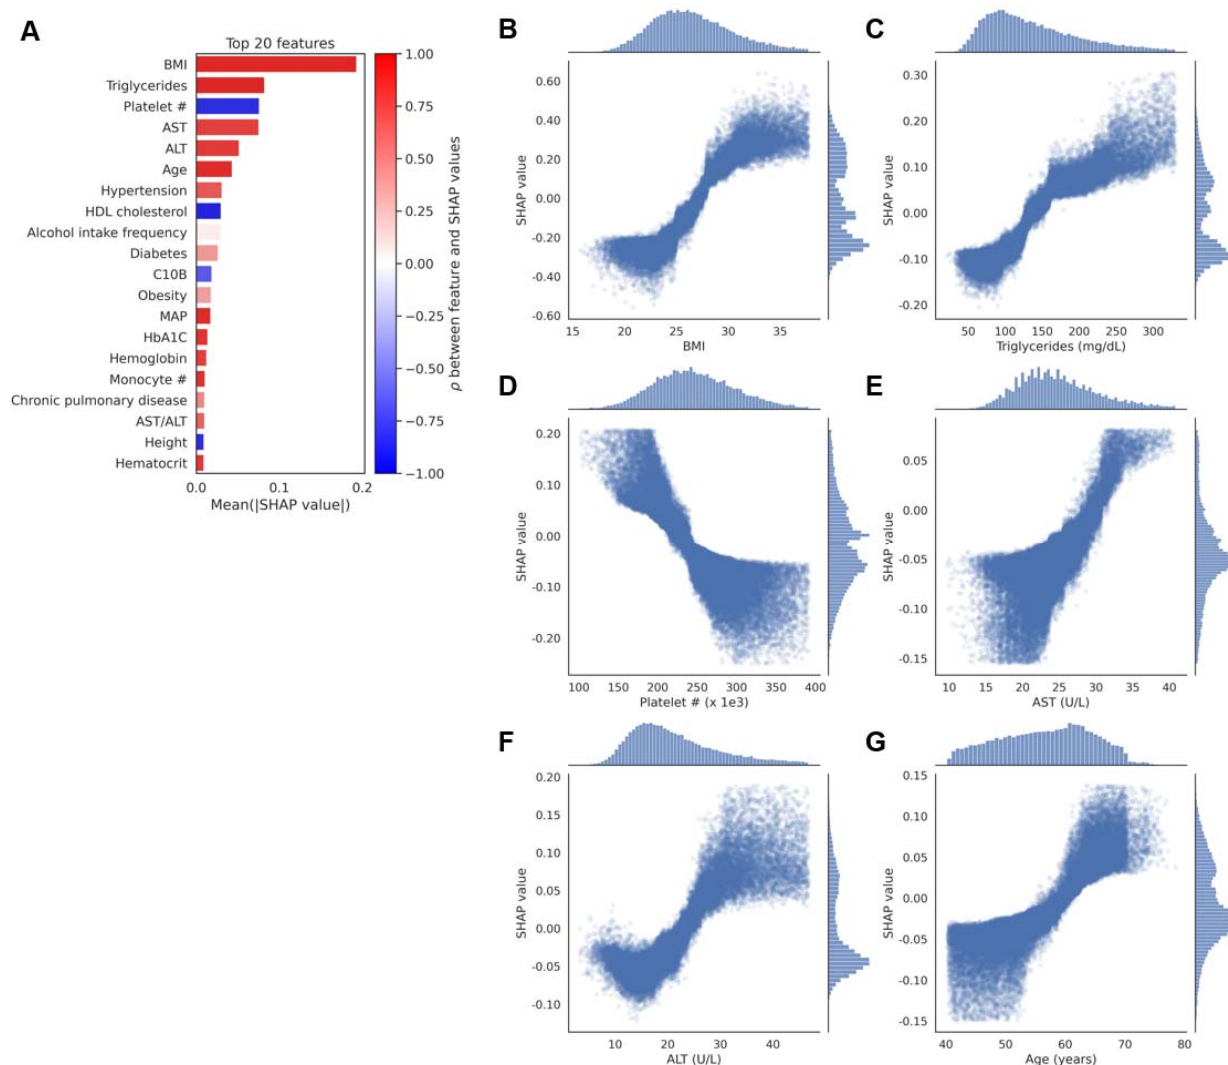 A
Top 20 features
BMI
Triglycerides
Platelet #
AST
ALT
Age
Hypertension
HDL cholesterol
Alcohol intake frequency
Diabetes
C10B
Obesity
MAP
HbA1C
Hemoglobin
Monocyte #
Chronic pulmonary disease
AST/ALT
Height
Hematocrit
0.0 0.1 0.2
Mean(|SHAP value|)
1.00
0.75
0.50
0.25
0.00
−0.25
−0.50
−0.75
−1.00
ρ between feature and SHAP values
B
SHAP value
0.60
0.40
0.20
0.00
-0.20
-0.40
-0.60
15 20 25 30 35
BMI
C
SHAP value
0.30
0.20
0.10
0.00
-0.10
-0.20
50 100 150 200 250 300
Triglycerides (mg/dL)
D
SHAP value
0.20
0.10
0.00
-0.10
-0.20
100 150 200 250 300 350 400
Platelet # (x 1e3)
E
SHAP value
0.05
0.00
-0.05
-0.10
-0.15
10 15 20 25 30 35 40
AST (U/L)
F
SHAP value
0.20
0.15
0.10
0.05
0.00
-0.05
-0.10
10 20 30 40
ALT (U/L)
G
SHAP value
0.15
0.10
0.05
0.00
-0.05
-0.10
-0.15
40 50 60 70 80
Age (years)